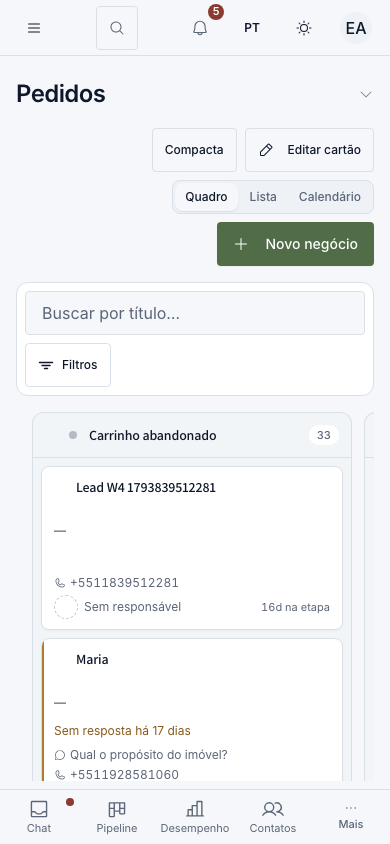 5
PT
EA
Pedidos
Compacta
Editar cartão
Quadro
Lista
Calendário
Novo negócio
Buscar por título...
Filtros
Carrinho abandonado
33
Lead W4 1793839512281
—
+5511839512281
Sem responsável
16d na etapa
Maria
—
Sem resposta há 17 dias
Qual o propósito do imóvel?
+5511928581060
Chat
Pipeline
Desempenho
Contatos
Mais